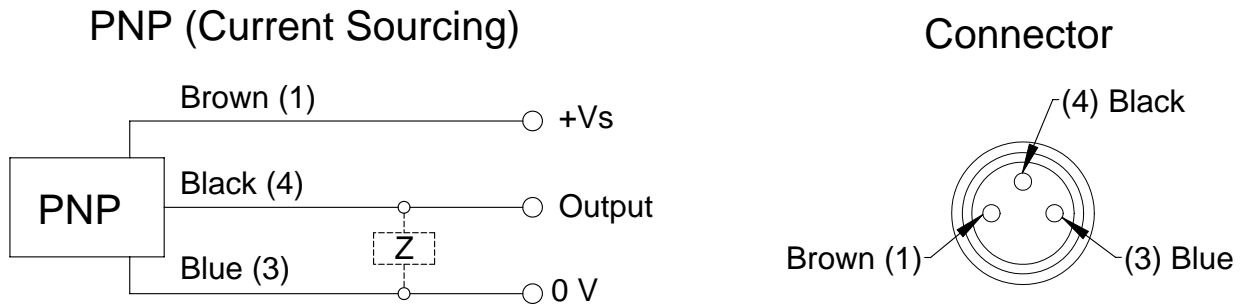 PNP (Current Sourcing)
Brown (1)
+Vs
PNP
Black (4)
Output
Z
Blue (3)
0 V
Connector
(4) Black
Brown (1)
(3) Blue